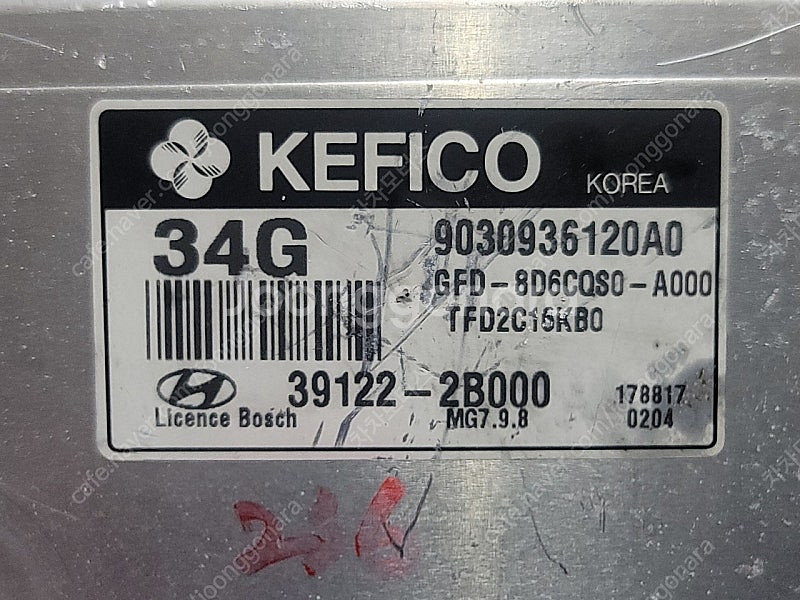 KEFICO KOREA
34G 9030936120A0
GFD-8D6CQS0-A000
TFD2C15KB0
39122-2B000 178817
Licence Bosch MG7.9.8 0204